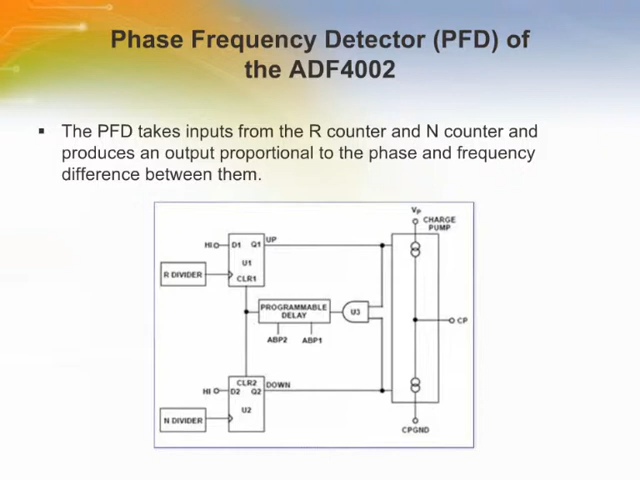 Phase Frequency Detector (PFD) of
the ADF4002
▪ The PFD takes inputs from the R counter and N counter and
produces an output proportional to the phase and frequency
difference between them.
VP
CHARGE
PUMP
HI D1 Q1 UP
U1
R DIVIDER
CLR1
PROGRAMMABLE
DELAY
U3
CP
ABP2 ABP1
CLR2 DOWN
HI D2 Q2
U2
N DIVIDER
CPGND